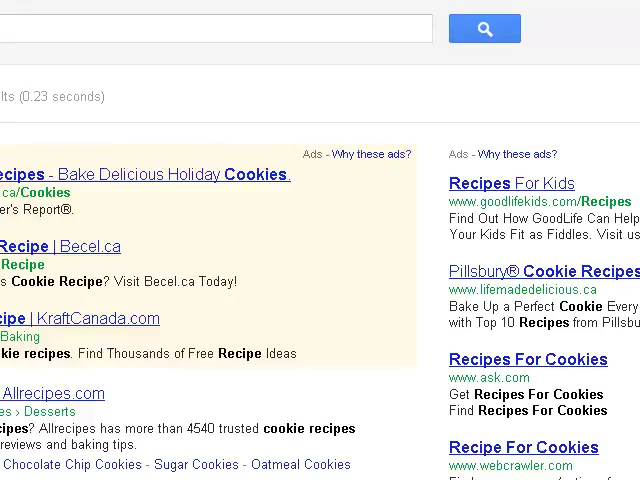 lts (0.23 seconds)
Ads - Why these ads?
ecipes - Bake Delicious Holiday Cookies.
ca/Cookies
er's Report®.
Recipe | Becel.ca
Recipe
s Cookie Recipe? Visit Becel.ca Today!
cipe | KraftCanada.com
Baking
kie recipes. Find Thousands of Free Recipe Ideas
Allrecipes.com
es › Desserts
cipes? Allrecipes has more than 4540 trusted cookie recipes
reviews and baking tips.
Chocolate Chip Cookies - Sugar Cookies - Oatmeal Cookies
Ads - Why these ads?
Recipes For Kids
www.goodlifekids.com/Recipes
Find Out How GoodLife Can Help
Your Kids Fit as Fiddles. Visit us
Pillsbury® Cookie Recipes
www.lifemadedelicious.ca
Bake Up a Perfect Cookie Every
with Top 10 Recipes from Pillsbu
Recipes For Cookies
www.ask.com
Get Recipes For Cookies
Find Recipes For Cookies
Recipe For Cookies
www.webcrawler.com